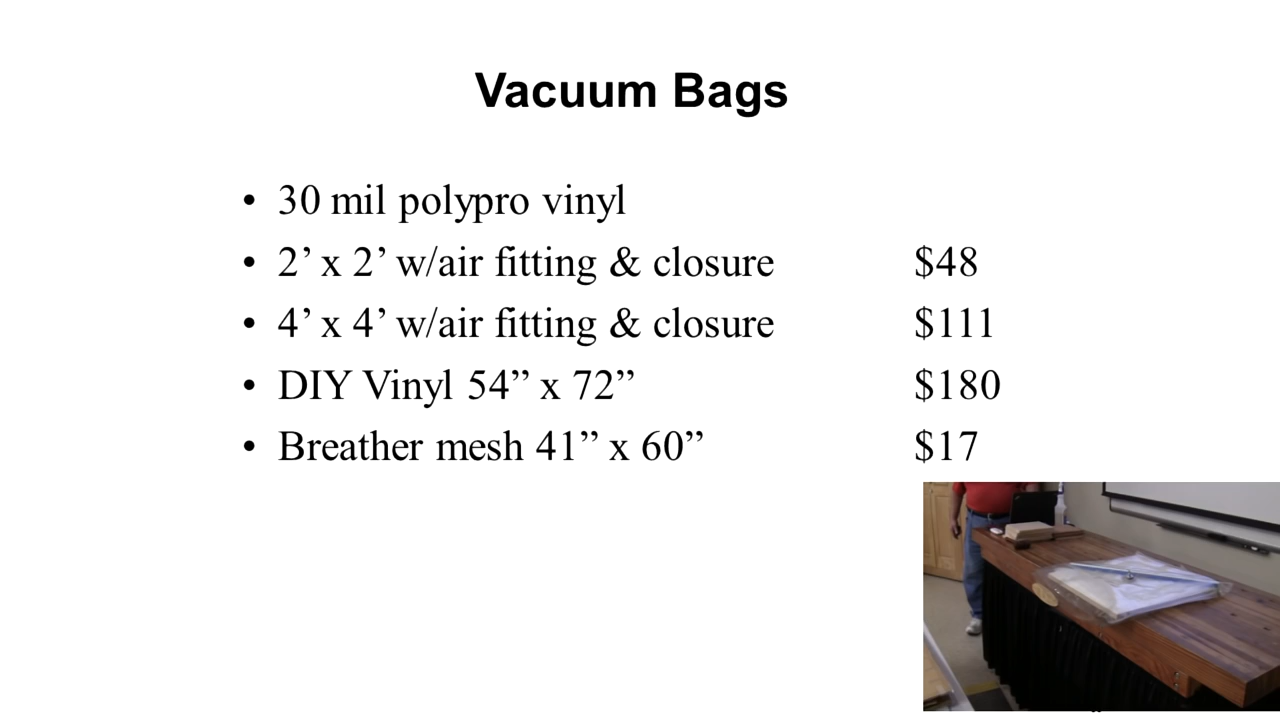 Vacuum Bags
• 30 mil polypro vinyl
• 2’ x 2’ w/air fitting & closure $48
• 4’ x 4’ w/air fitting & closure $111
• DIY Vinyl 54” x 72” $180
• Breather mesh 41” x 60” $17